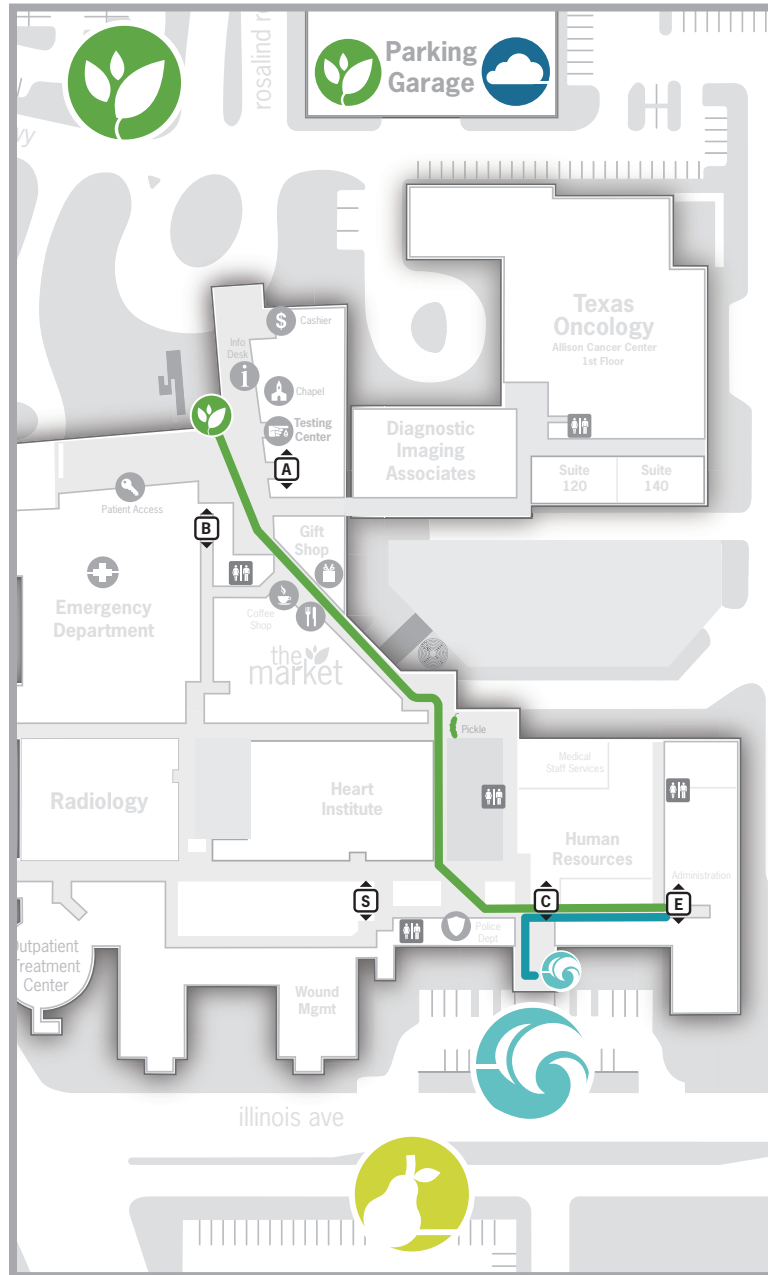 rosalind r
wy
Parking
Garage
Texas
Oncology
Allison Cancer Center
1st Floor
$
Cashier
Info
Desk
i
Chapel
Testing
Center
A
Diagnostic
Imaging
Associates
Suite
120
Suite
140
Patient Access
B
Gift
Shop
Emergency
Department
Coffee
Shop
the
market
Pickle
Medical
Staff Services
Radiology
Heart
Institute
Human
Resources
Administration
S
C
E
Police
Dept
utpatient
Treatment
Center
Wound
Mgmt
illinois ave